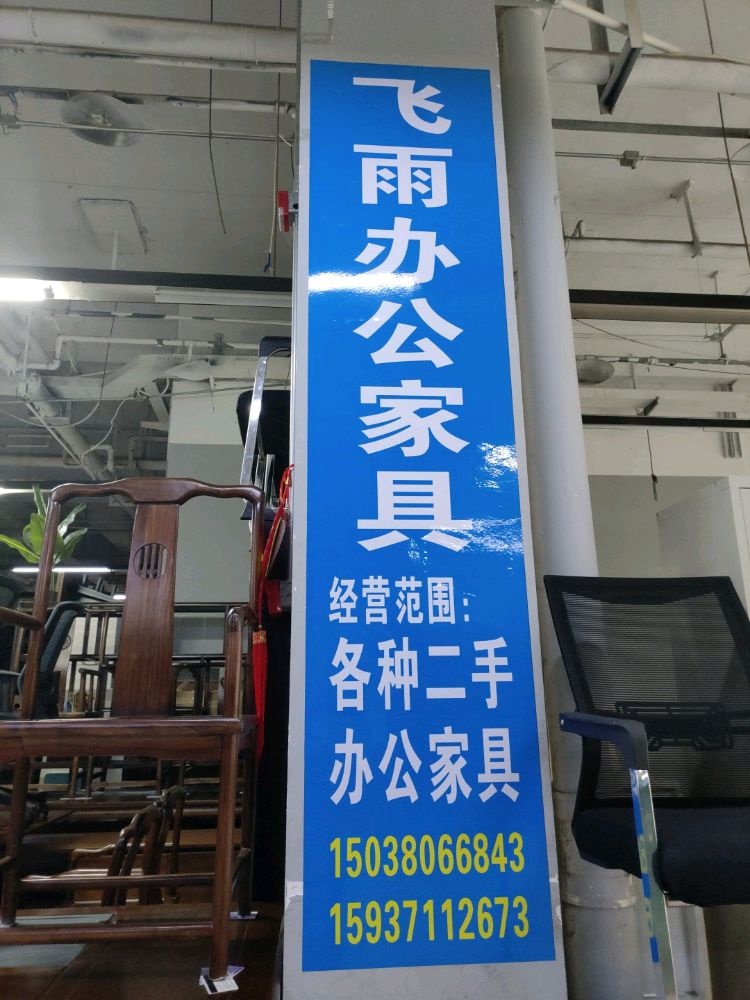 飞雨办公家具
经营范围：
各种二手
办公家具
15038066843
15937112673